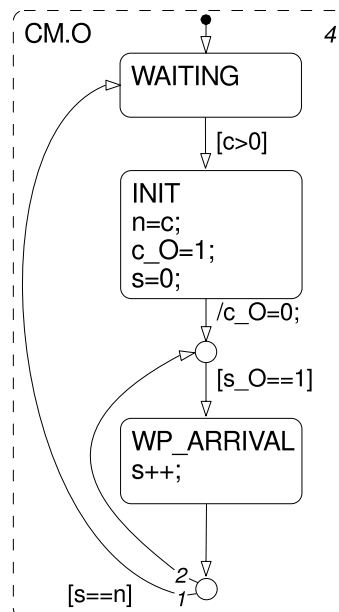 CM.O
4
WAITING
[c>0]
INIT
n=c;
c_O=1;
s=0;
/c_O=0;
[s_O==1]
WP_ARRIVAL
s++;
2
1
[s==n]